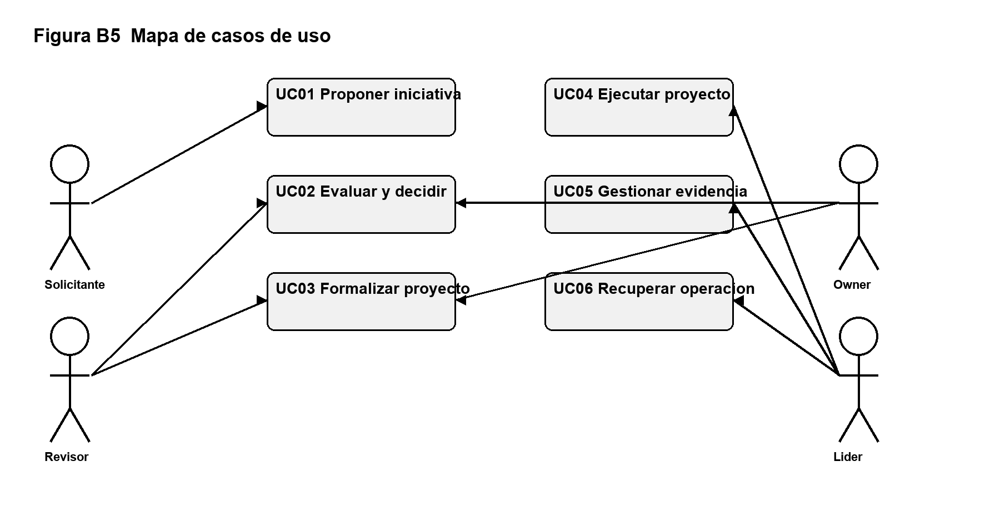 Figura B5  Mapa de casos de uso
UC01 Proponer iniciativa
UC04 Ejecutar proyecto
UC02 Evaluar y decidir
UC05 Gestionar evidencia
UC03 Formalizar proyecto
UC06 Recuperar operacion
Solicitante
Owner
Revisor
Lider